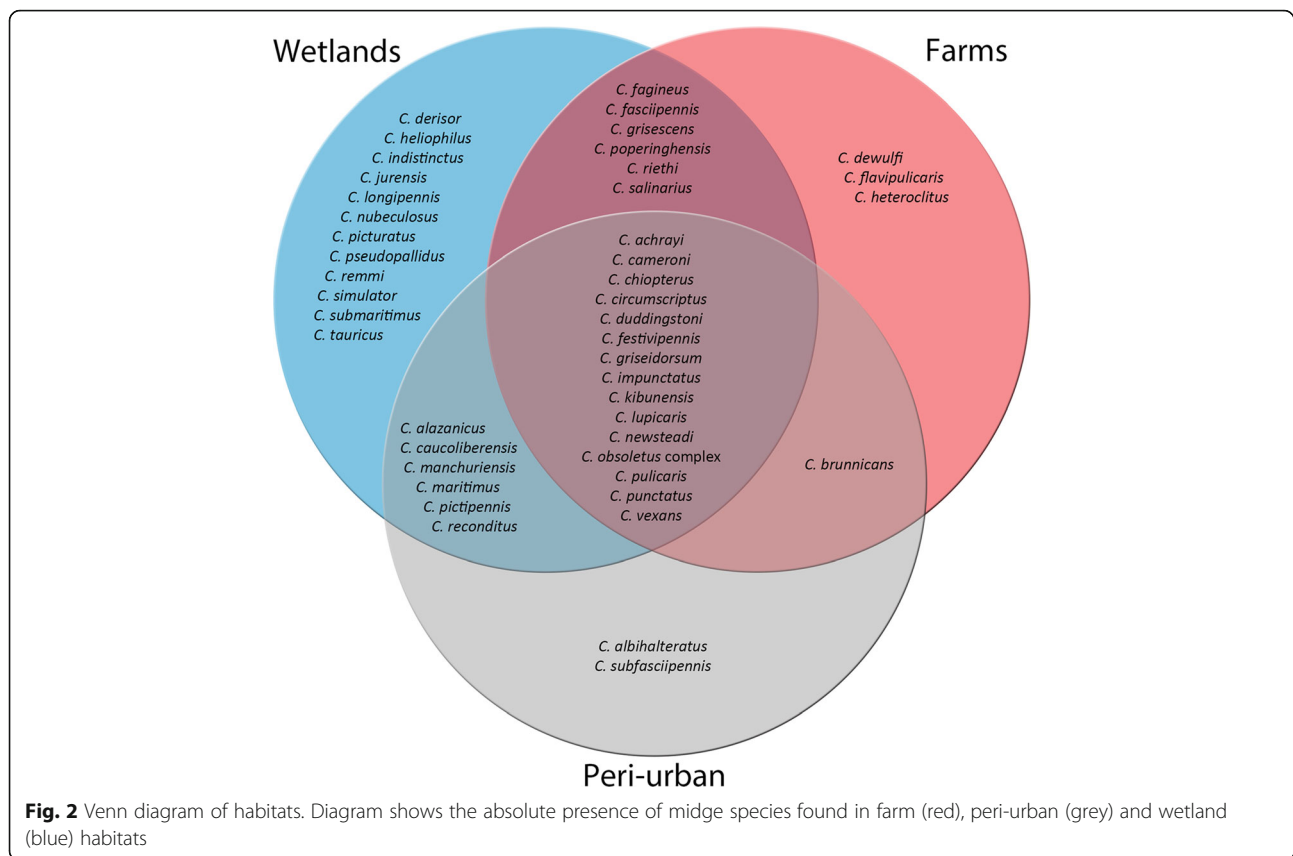 Wetlands
Farms
C. derisor
C. heliophilus
C. indistinctus
C. jurensis
C. longipennis
C. nubeculosus
C. picturatus
C. pseudopallidus
C. remmi
C. simulator
C. submaritimus
C. tauricus
C. fagineus
C. fasciipennis
C. grisescens
C. poperinghensis
C. riethi
C. salinarius
C. dewulfi
C. flavipulicaris
C. heteroclitus
C. achrayi
C. cameroni
C. chiopterus
C. circumscriptus
C. duddingstoni
C. festivipennis
C. griseidorsum
C. impunctatus
C. kibunensis
C. lupicaris
C. newsteadi
C. obsoletus complex
C. pulicaris
C. punctatus
C. vexans
C. alazanicus
C. caucoliberensis
C. manchuriensis
C. maritimus
C. pictipennis
C. reconditus
C. brunnicans
C. albihalteratus
C. subfasciipennis
Peri-urban
Fig. 2 Venn diagram of habitats. Diagram shows the absolute presence of midge species found in farm (red), peri-urban (grey) and wetland
(blue) habitats